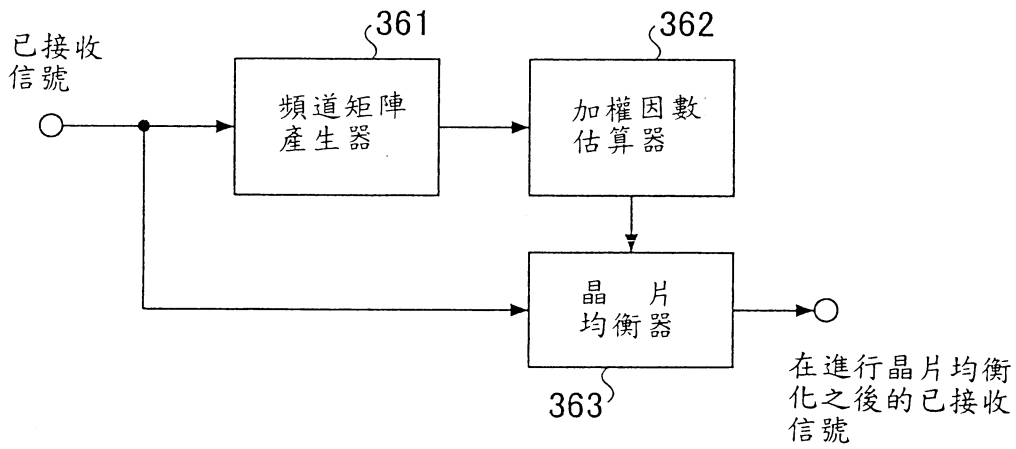 361
362
已接收
信號
頻道矩陣
產生器
加權因數
估算器
晶 片
均衡器
363
在進行晶片均衡
化之後的已接收
信號